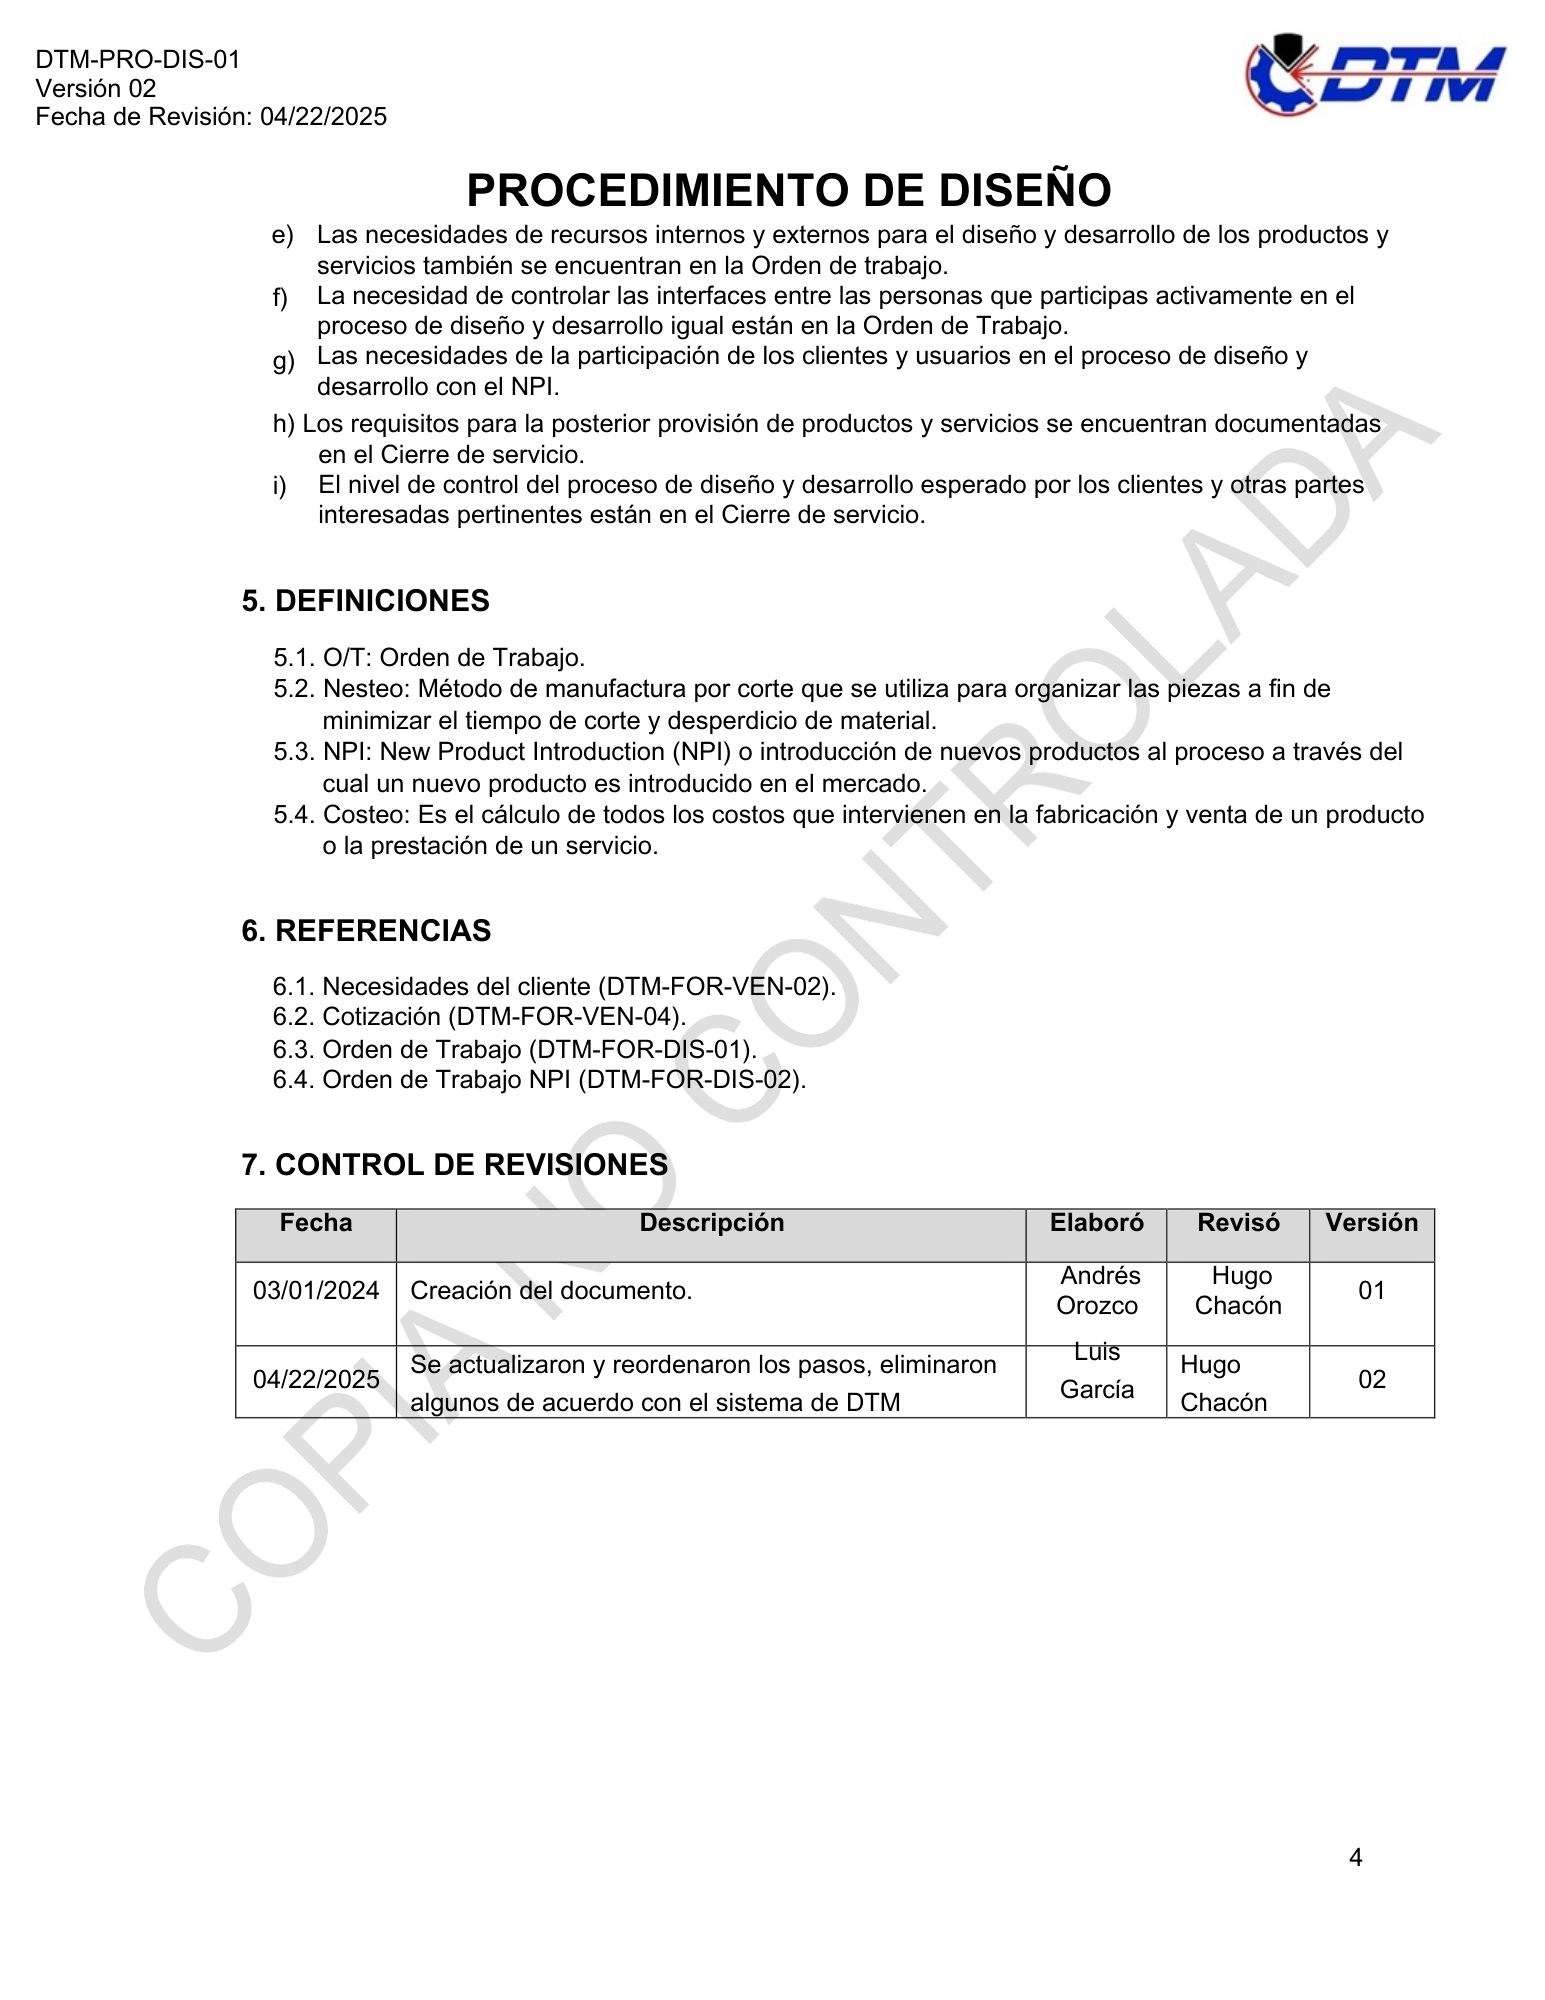 DTM-PRO-DIS-01
Versión 02
Fecha de Revisión: 04/22/2025
DTM
PROCEDIMIENTO DE DISEÑO
e) Las necesidades de recursos internos y externos para el diseño y desarrollo de los productos y
servicios también se encuentran en la Orden de trabajo.
f) La necesidad de controlar las interfaces entre las personas que participas activamente en el
proceso de diseño y desarrollo igual están en la Orden de Trabajo.
g) Las necesidades de la participación de los clientes y usuarios en el proceso de diseño y
desarrollo con el NPI.
h) Los requisitos para la posterior provisión de productos y servicios se encuentran documentadas
en el Cierre de servicio.
i) El nivel de control del proceso de diseño y desarrollo esperado por los clientes y otras partes
interesadas pertinentes están en el Cierre de servicio.
5. DEFINICIONES
5.1. O/T: Orden de Trabajo.
5.2. Nesteo: Método de manufactura por corte que se utiliza para organizar las piezas a fin de
minimizar el tiempo de corte y desperdicio de material.
5.3. NPI: New Product Introduction (NPI) o introducción de nuevos productos al proceso a través del
cual un nuevo producto es introducido en el mercado.
5.4. Costeo: Es el cálculo de todos los costos que intervienen en la fabricación y venta de un producto
o la prestación de un servicio.
6. REFERENCIAS
6.1. Necesidades del cliente (DTM-FOR-VEN-02).
6.2. Cotización (DTM-FOR-VEN-04).
6.3. Orden de Trabajo (DTM-FOR-DIS-01).
6.4. Orden de Trabajo NPI (DTM-FOR-DIS-02).
7. CONTROL DE REVISIONES
Fecha Descripción Elaboró Revisó Versión
03/01/2024 Creación del documento. Andrés Orozco Hugo Chacón 01
04/22/2025 Se actualizaron y reordenaron los pasos, eliminaron algunos de acuerdo con el sistema de DTM Luis García Hugo Chacón 02
COPIA NO CONTROLADA
4